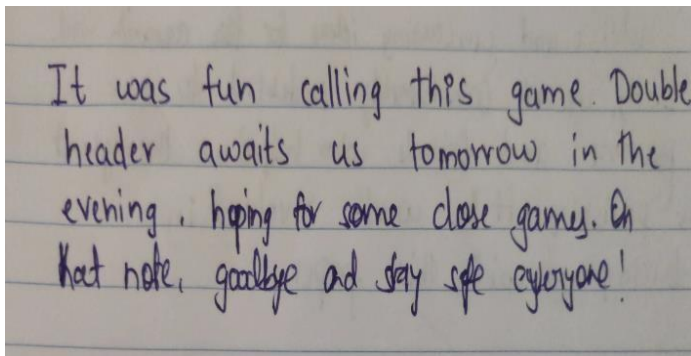 It was fun calling this game. Double
header awaits us tomorrow in the
evening, hoping for some close games. On
that note, goodbye and stay safe everyone!